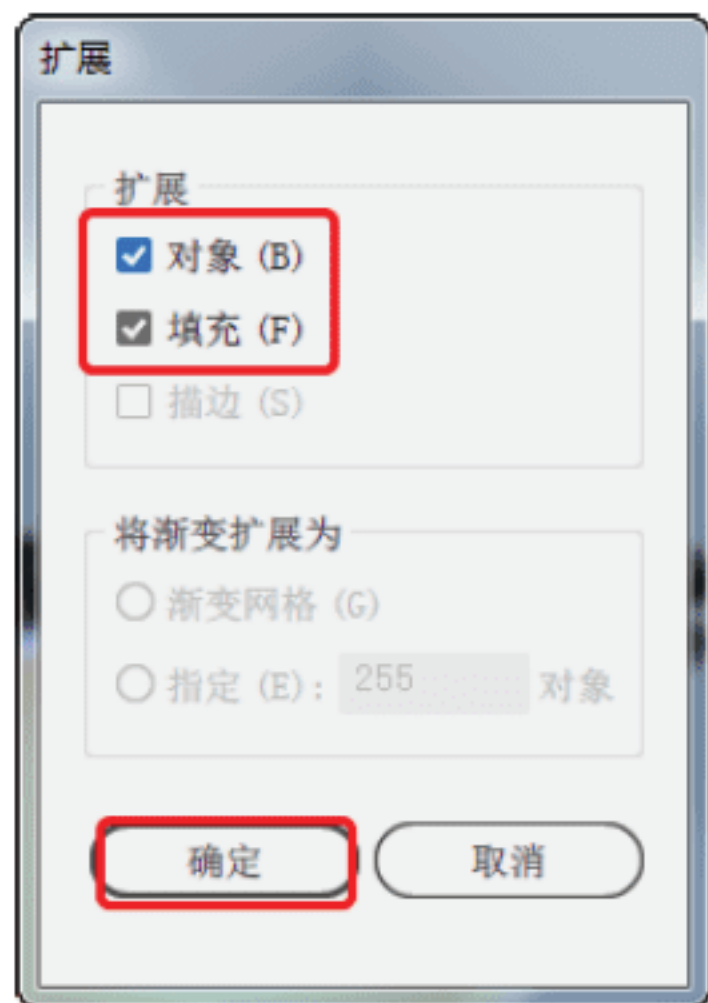 扩展
扩展
对象 (B)
填充 (F)
描边 (S)
将渐变扩展为
渐变网格 (G)
指定 (E): 255 对象
确定 取消